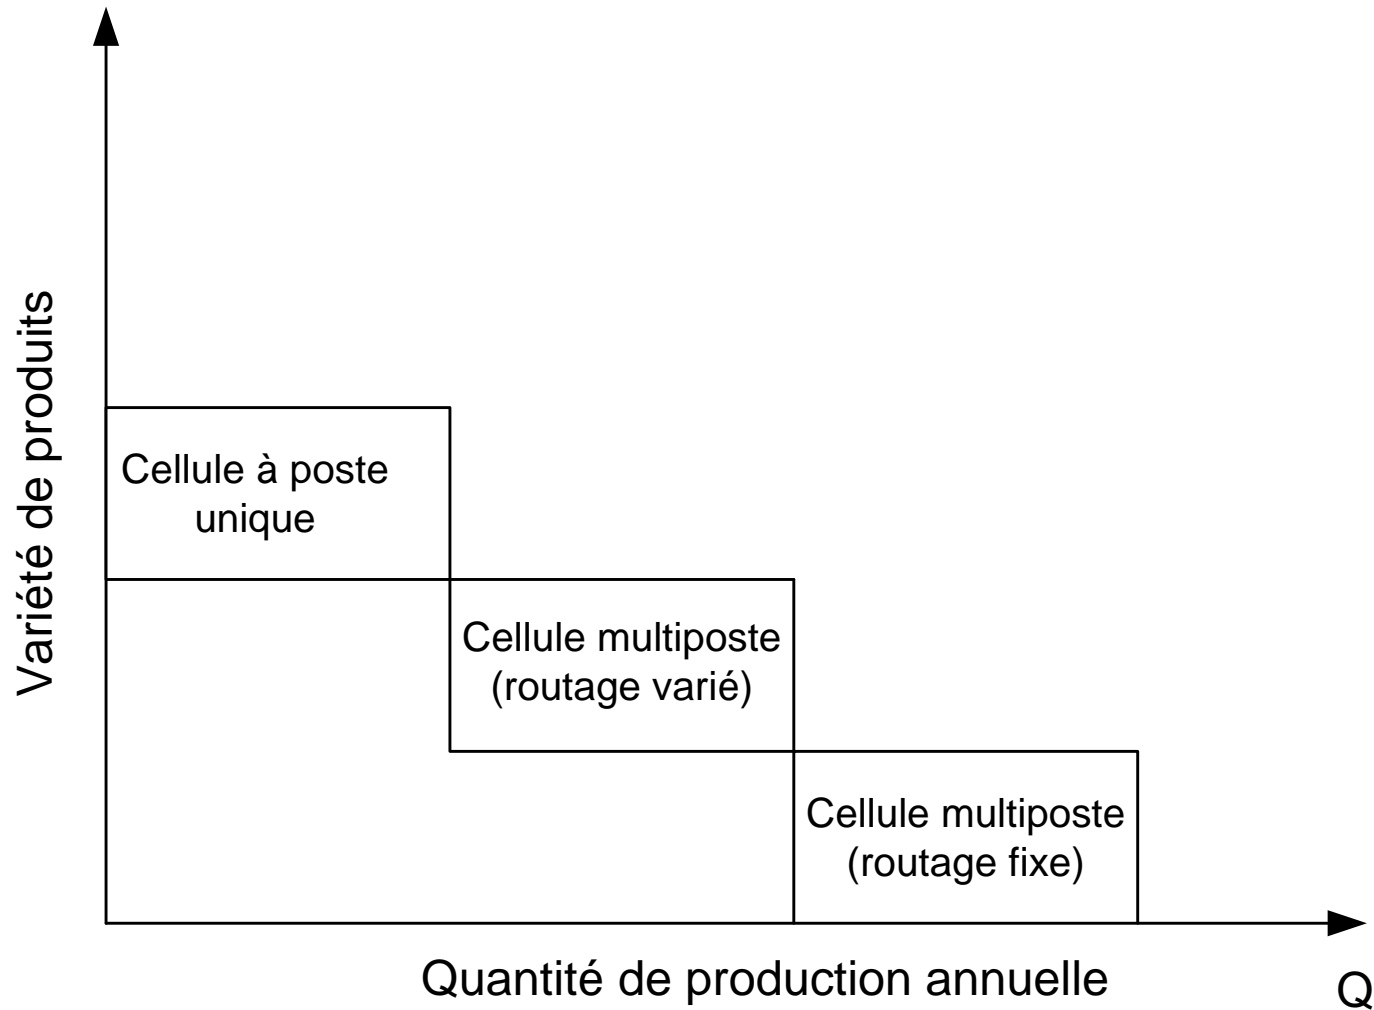 Variété de produits
Cellule à poste
unique
Cellule multiposte
(routage varié)
Cellule multiposte
(routage fixe)
Quantité de production annuelle
Q